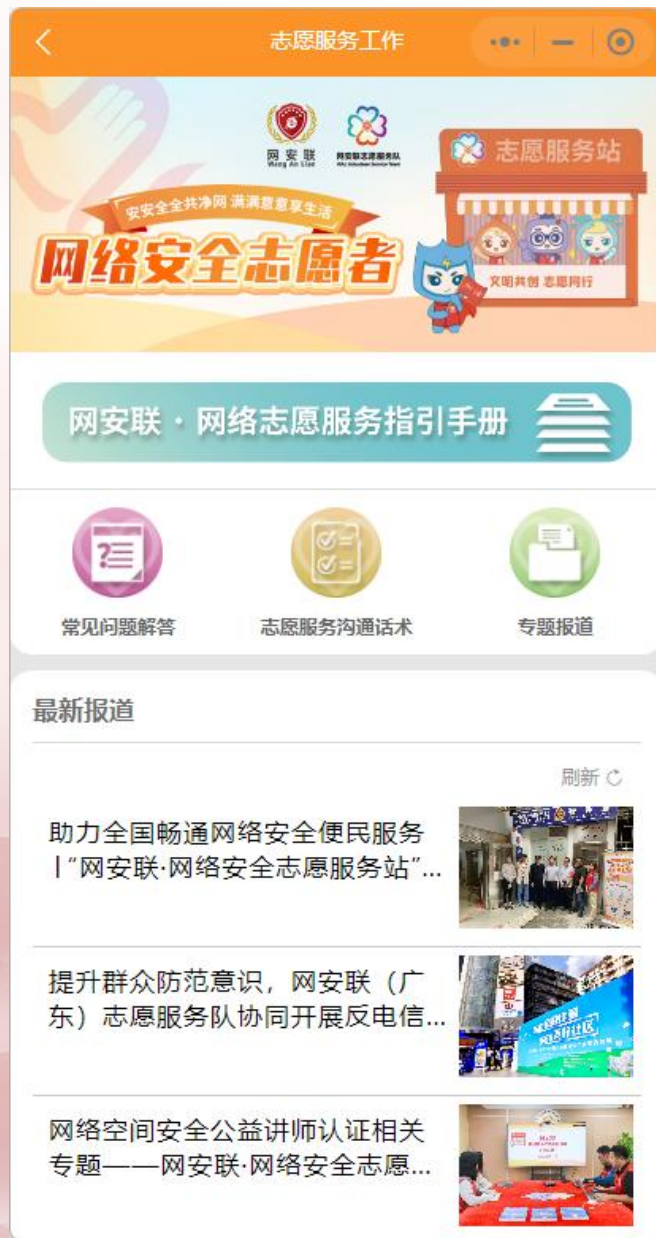 志愿服务工作
网安联
Wang An Lian
网安联志愿服务队
WAL Volunteer Service Team
志愿服务站
安安全全共净网 满满意意享生活
网络安全志愿者
文明共创 志愿同行
网安联·网络志愿服务指引手册
常见问题解答
志愿服务沟通话术
专题报道
最新报道
刷新
助力全国畅通网络安全便民服务
|“网安联·网络安全志愿服务站”...
提升群众防范意识，网安联（广
东）志愿服务队协同开展反电信...
网络空间安全公益讲师认证相关
专题——网安联·网络安全志愿...